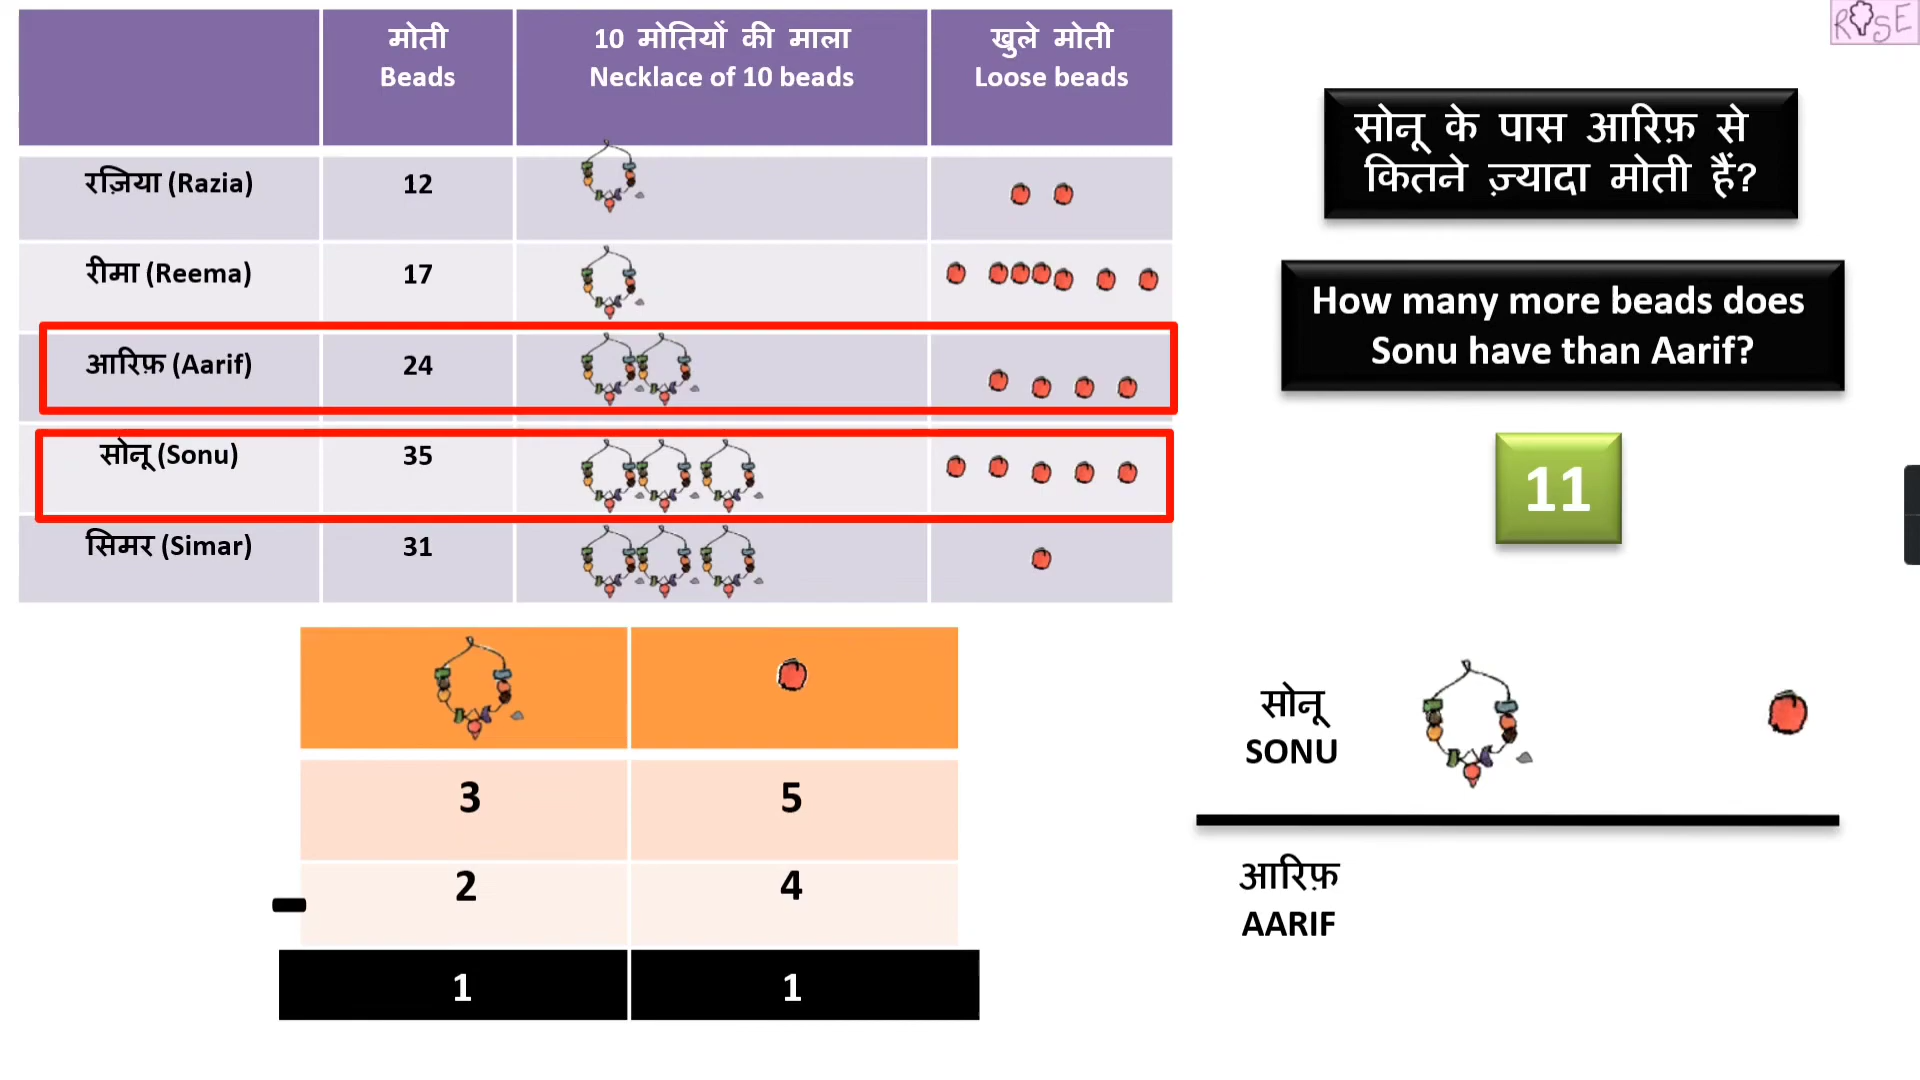 मोती
Beads
10 मोतियों की माला
Necklace of 10 beads
खुले मोती
Loose beads
रज़िया (Razia)
12
रीमा (Reema)
17
आरिफ़ (Aarif)
24
सोनू (Sonu)
35
सिमर (Simar)
31
RISE
सोनू के पास आरिफ़ से
कितने ज़्यादा मोती हैं?
How many more beads does
Sonu have than Aarif?
11
3 5
- 2 4
1 1
सोनू
SONU
आरिफ़
AARIF